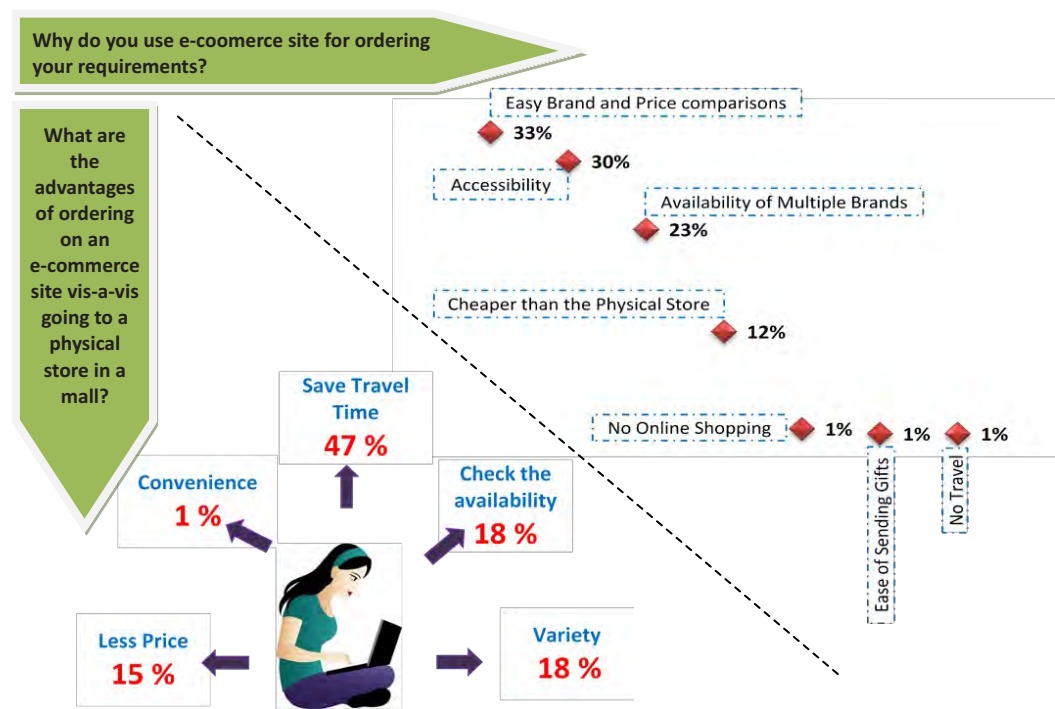 Why do you use e-coomerce site for ordering
your requirements?
What are
the
advantages
of ordering
on an
e-commerce
site vis-a-vis
going to a
physical
store in a
mall?
Easy Brand and Price comparisons
33%
30%
Accessibility
Availability of Multiple Brands
23%
Cheaper than the Physical Store
12%
No Online Shopping
1%
1%
1%
Ease of Sending Gifts
No Travel
Save Travel
Time
47 %
Convenience
1 %
Check the
availability
18 %
Less Price
15 %
Variety
18 %